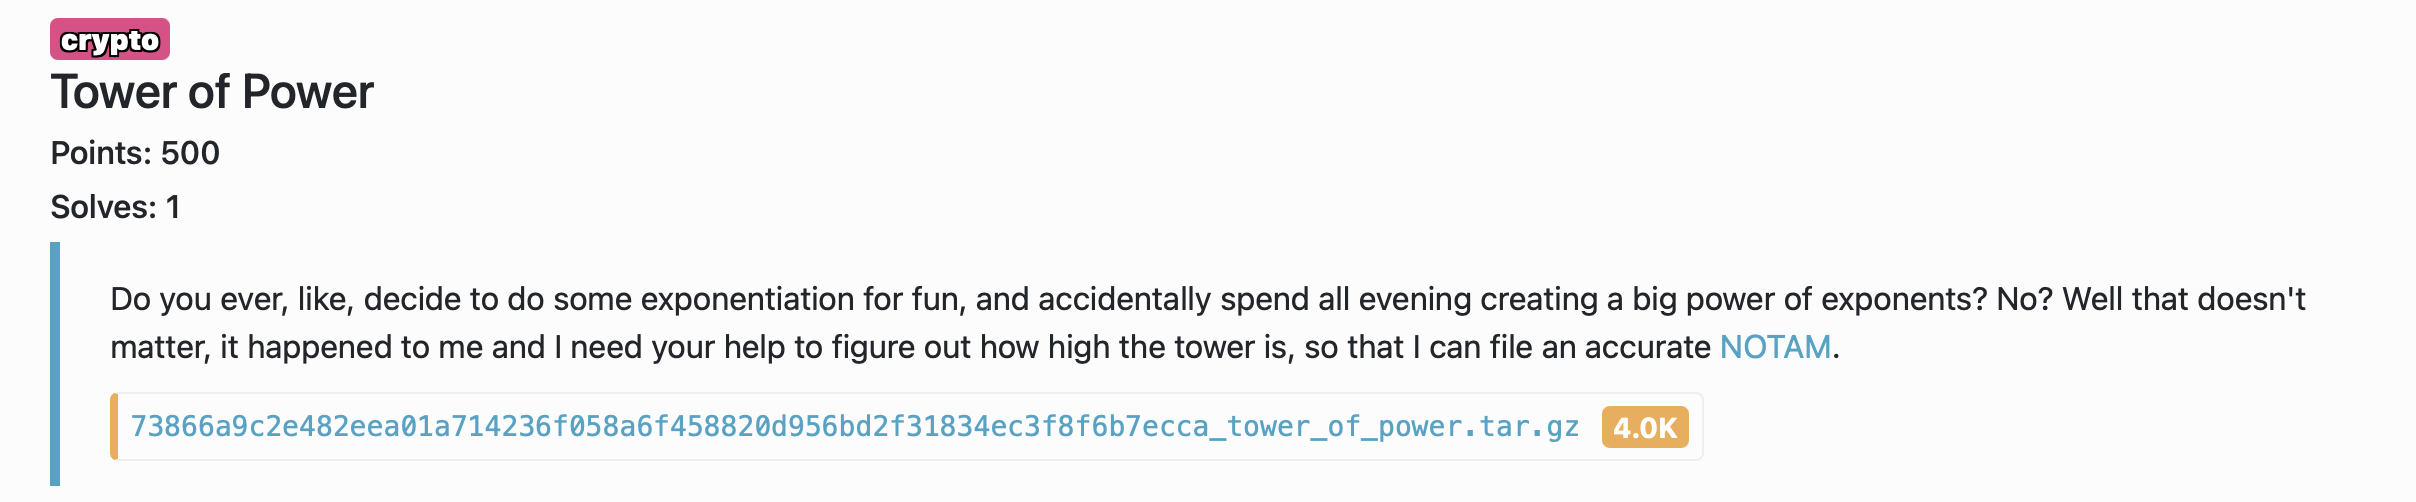 crypto
Tower of Power
Points: 500
Solves: 1
Do you ever, like, decide to do some exponentiation for fun, and accidentally spend all evening creating a big power of exponents? No? Well that doesn't
matter, it happened to me and I need your help to figure out how high the tower is, so that I can file an accurate NOTAM.
73866a9c2e482eea01a714236f058a6f458820d956bd2f31834ec3f8f6b7ecca_tower_of_power.tar.gz 4.0K